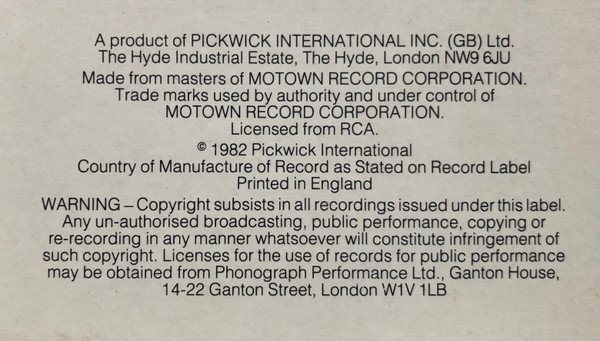 A product of PICKWICK INTERNATIONAL INC. (GB) Ltd.
The Hyde Industrial Estate, The Hyde, London NW9 6JU
Made from masters of MOTOWN RECORD CORPORATION.
Trade marks used by authority and under control of
MOTOWN RECORD CORPORATION.
Licensed from RCA.
© 1982 Pickwick International
Country of Manufacture of Record as Stated on Record Label
Printed in England
WARNING – Copyright subsists in all recordings issued under this label.
Any un-authorised broadcasting, public performance, copying or
re-recording in any manner whatsoever will constitute infringement of
such copyright. Licenses for the use of records for public performance
may be obtained from Phonograph Performance Ltd., Ganton House,
14-22 Ganton Street, London W1V 1LB